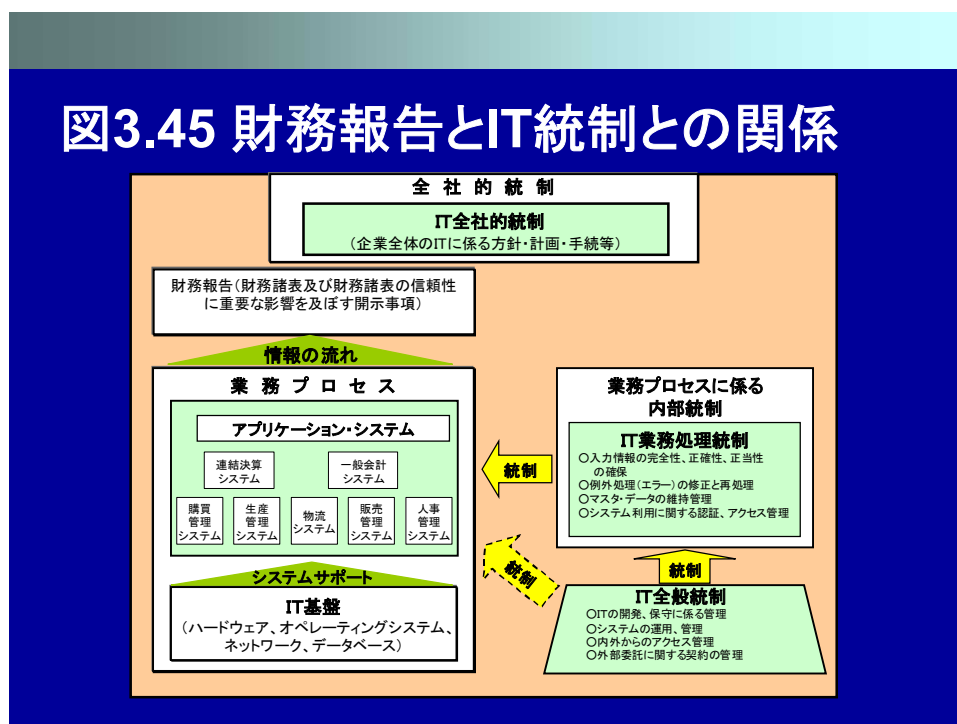 図3.45 財務報告とIT統制との関係
全 社 的 統 制
IT全社的統制
（企業全体のITに係る方針・計画・手続等）
財務報告（財務諸表及び財務諸表の信頼性
に重要な影響を及ぼす開示事項）
情報の流れ
業 務 プ ロ セ ス
アプリケーション・システム
連結決算
システム
一般会計
システム
購買
管理
システム
生産
管理
システム
物流
システム
販売
管理
システム
人事
管理
システム
システムサポート
IT基盤
（ハードウェア、オペレーティングシステム、
ネットワーク、データベース）
統制
統制
業務プロセスに係る
内部統制
IT業務処理統制
○入力情報の完全性、正確性、正当性
の確保
○例外処理（エラー）の修正と再処理
○マスタ・データの維持管理
○システム利用に関する認証、アクセス管理
統制
IT全般統制
○ITの開発、保守に係る管理
○システムの運用、管理
○内外からのアクセス管理
○外部委託に関する契約の管理